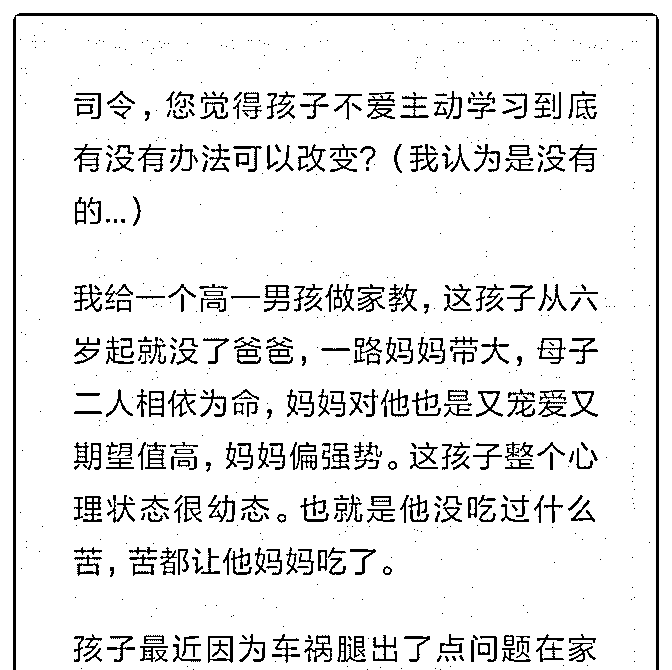 司令，您觉得孩子不爱主动学习到底
有没有办法可以改变？（我认为是没有
的...）
我给一个高一男孩做家教，这孩子从六
岁起就没了爸爸，一路妈妈带大，母子
二人相依为命，妈妈对他也是又宠爱又
期望值高，妈妈偏强势。这孩子整个心
理状态很幼态。也就是他没吃过什么
苦，苦都让他妈妈吃了。
孩子最近因为车祸腿出了点问题在家